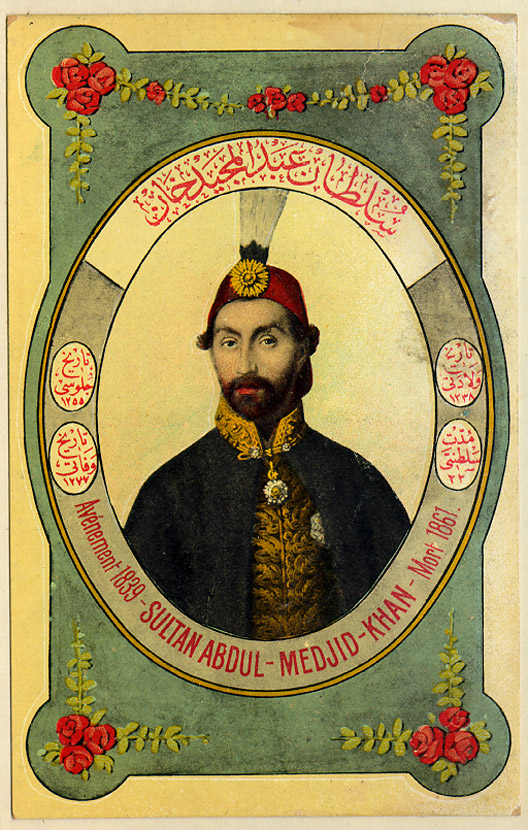 سلطان عبد المجيد خان
تاريخ
ولادتى
١٢٣٨
تاريخ
جلوسى
١٢٥٥
مدت
سلطنتى
٢٢
تاريخ
وفاتى
١٢٧٧
Avénement 1839 - SULTAN ABDUL - MEDJID - KHAN - Mort 1861.